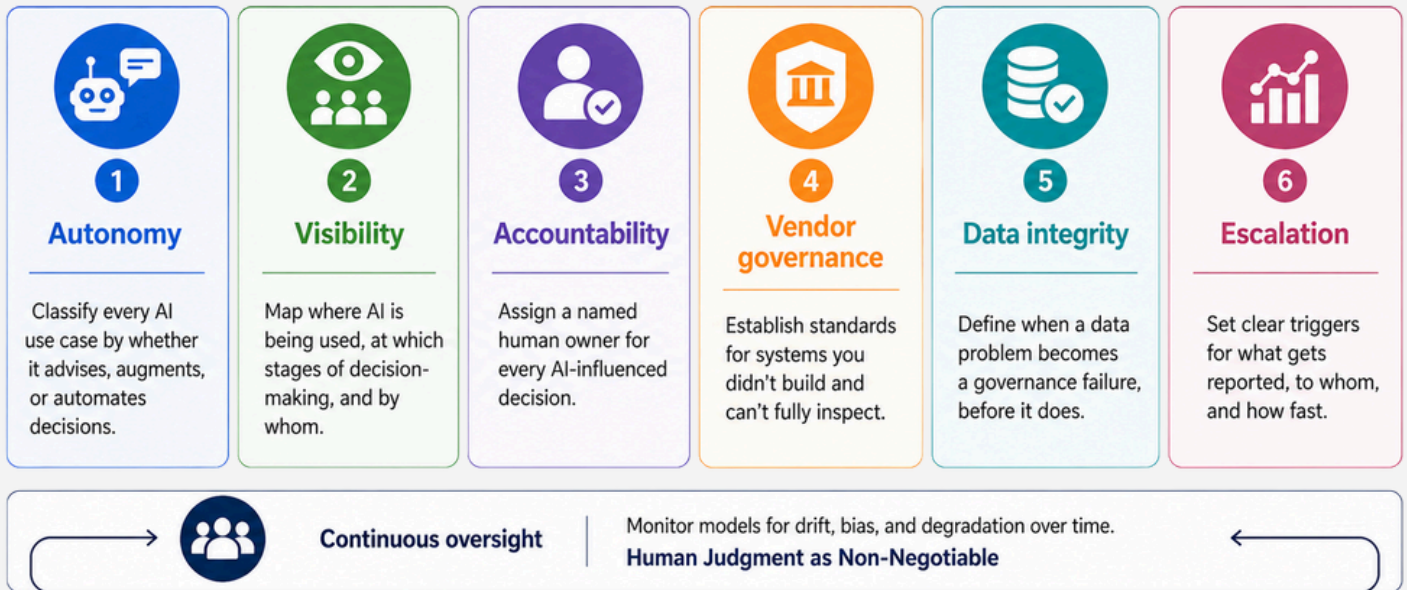 1
Autonomy
Classify every AI
use case by whether
it advises, augments,
or automates
decisions.
2
Visibility
Map where AI is
being used, at which
stages of decision-
making, and by
whom.
3
Accountability
Assign a named
human owner for
every AI-influenced
decision.
4
Vendor
governance
Establish standards
for systems you
didn't build and
can't fully inspect.
5
Data integrity
Define when a data
problem becomes
a governance failure,
before it does.
6
Escalation
Set clear triggers
for what gets
reported, to whom,
and how fast.
Continuous oversight
Monitor models for drift, bias, and degradation over time.
Human Judgment as Non-Negotiable